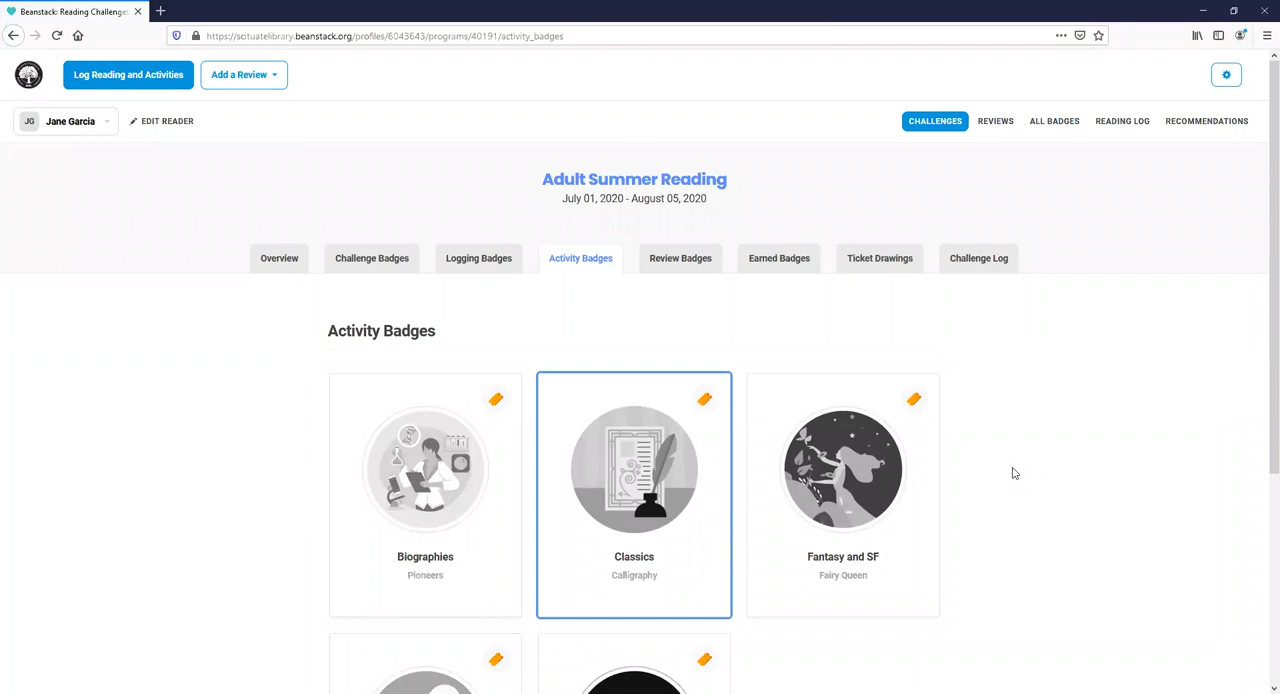 Beanstack: Reading Challenges
https://scituatelibrary.beanstack.org/profiles/6043643/programs/40191/activity_badges
Log Reading and Activities
Add a Review
JG Jane Garcia
EDIT READER
CHALLENGES REVIEWS ALL BADGES READING LOG RECOMMENDATIONS
Adult Summer Reading
July 01, 2020 - August 05, 2020
Overview Challenge Badges Logging Badges Activity Badges Review Badges Earned Badges Ticket Drawings Challenge Log
Activity Badges
Biographies Classics Fantasy and SF
Pioneers Calligraphy Fairy Queen